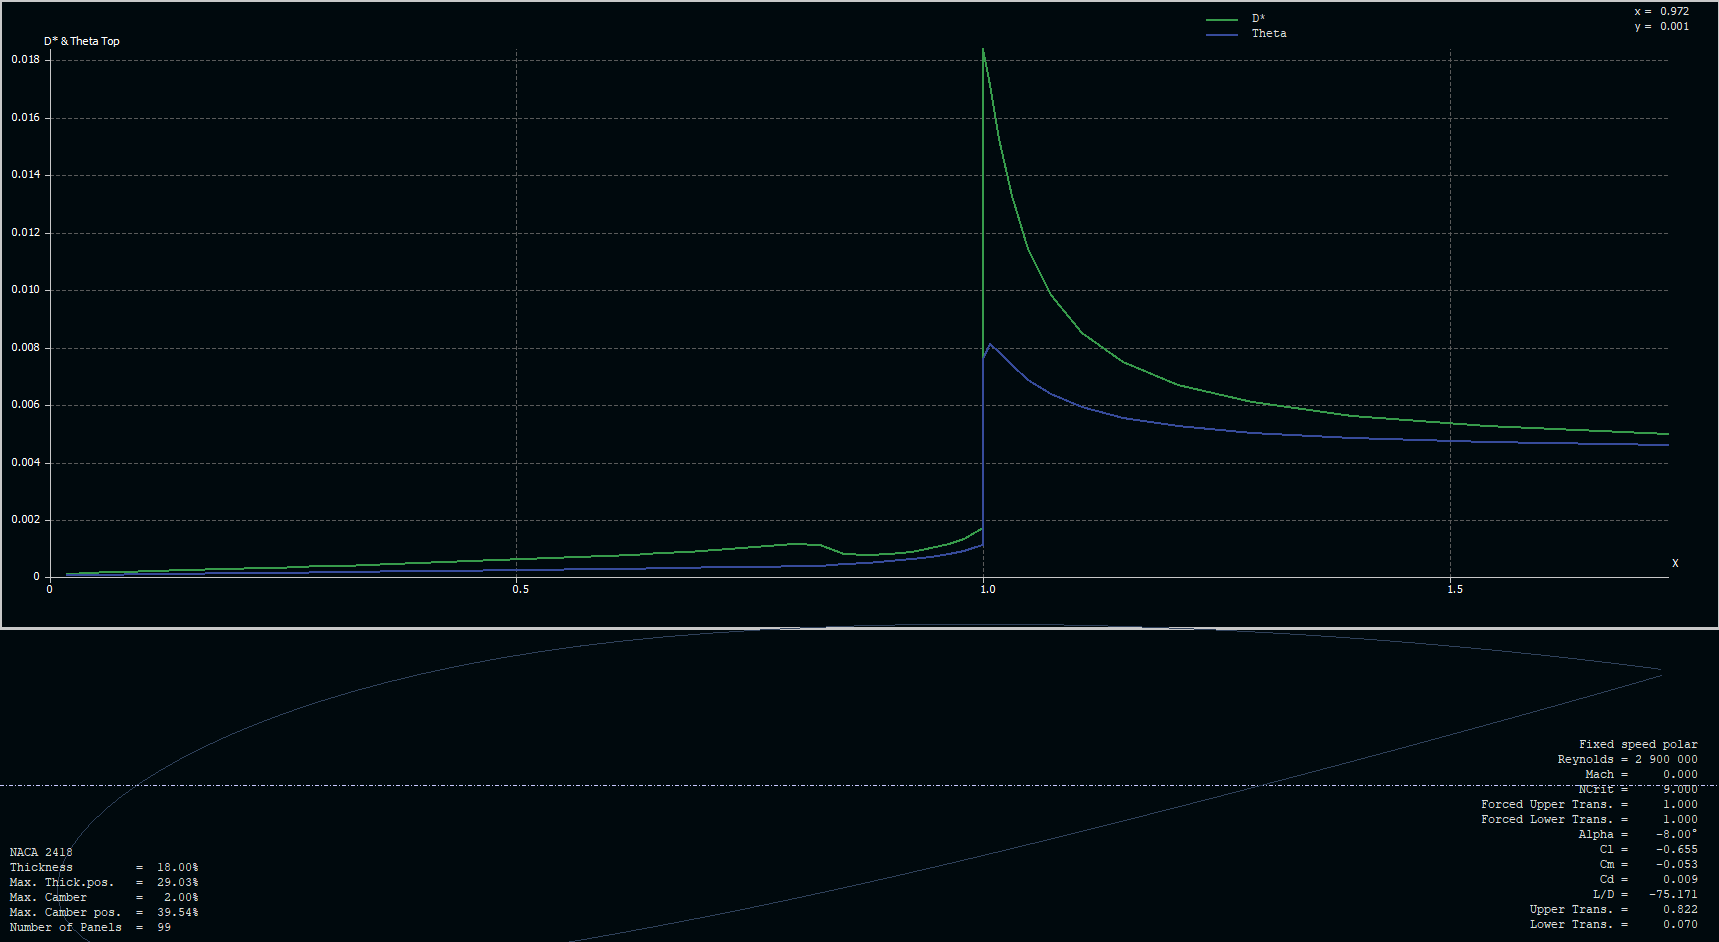 D*
Theta
x = 0.972
y = 0.001
D* & Theta Top
0.018
0.016
0.014
0.012
0.010
0.008
0.006
0.004
0.002
0
X
0 0.5 1.0 1.5
Fixed speed polar
Reynolds = 2 900 000
Mach = 0.000
NCrit = 9.000
Forced Upper Trans. = 1.000
Forced Lower Trans. = 1.000
Alpha = -8.00°
Cl = -0.655
Cm = -0.053
Cd = 0.009
L/D = -75.171
Upper Trans. = 0.822
Lower Trans. = 0.070
NACA 2418
Thickness = 18.00%
Max. Thick.pos. = 29.03%
Max. Camber = 2.00%
Max. Camber pos. = 39.54%
Number of Panels = 99